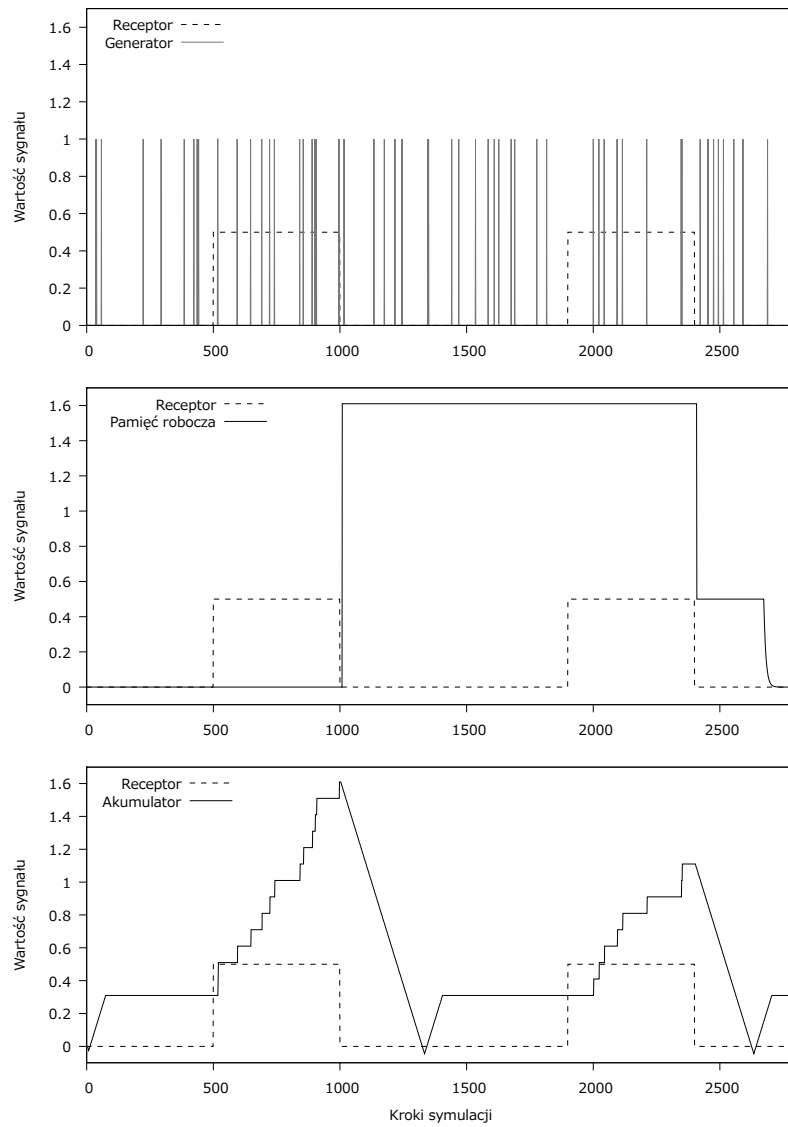 Receptor
Generator
Wartość sygnału
1.6
1.4
1.2
1
0.8
0.6
0.4
0.2
0
0 500 1000 1500 2000 2500
Receptor
Pamięć robocza
Wartość sygnału
1.6
1.4
1.2
1
0.8
0.6
0.4
0.2
0
0 500 1000 1500 2000 2500
Receptor
Akumulator
Wartość sygnału
1.6
1.4
1.2
1
0.8
0.6
0.4
0.2
0
0 500 1000 1500 2000 2500
Kroki symulacji